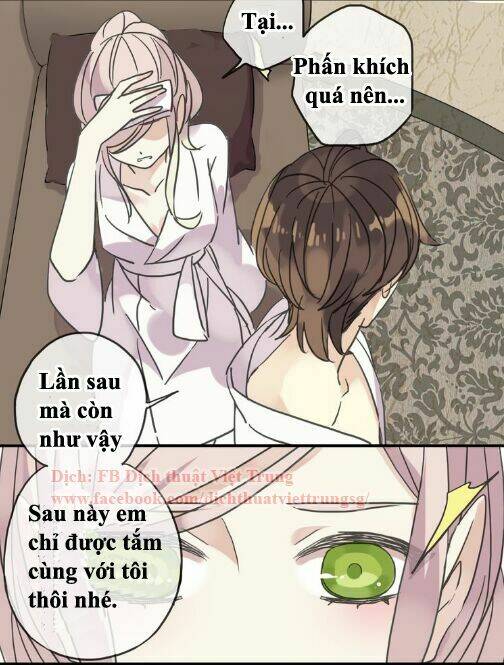 Tại...
Phấn khích
quá nên...
Lần sau
mà còn
như vậy
Dịch: FB Dịch thuật Việt Trung
www.facebook.com/dichthuatviettrungsg/
Sau này em
chỉ được tắm
cùng với tôi
thôi nhé.